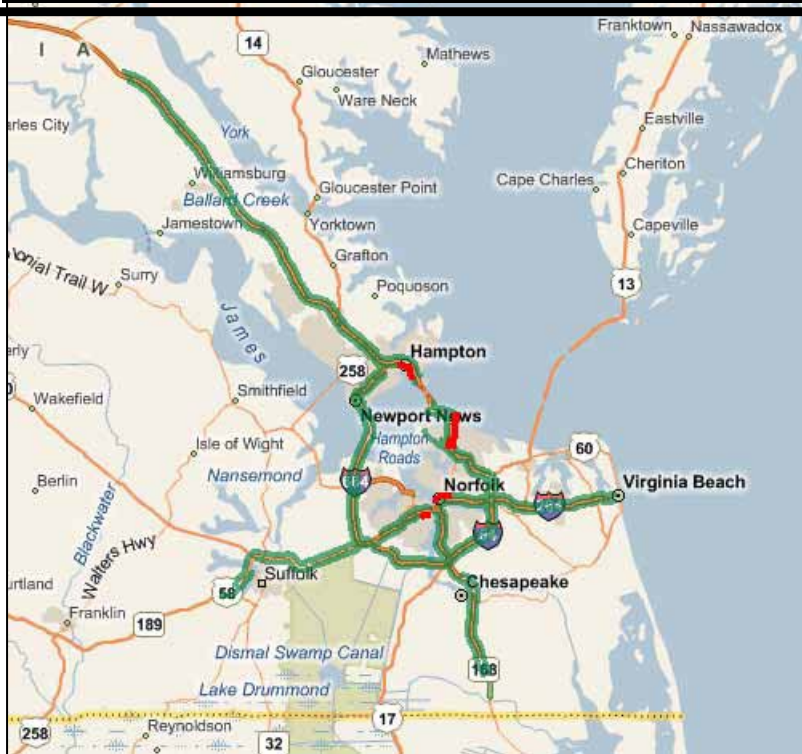 Franktown
Nassawadox
14
I A
Mathews
Gloucester
Ware Neck
arles City
York
Eastville
Williamsburg
Cheriton
Ballard Creek
Gloucester Point
Cape Charles
Jamestown
Yorktown
Capeville
onial Trail W
Surry
Grafton
13
Poquoson
James
erly
Hampton
258
Wakefield
Smithfield
Newport News
Isle of Wight
Hampton
Roads
60
Berlin
Nansemond
Norfolk
Virginia Beach
Blackwater
Walters Hwy
urtland
Suffolk
58
Chesapeake
Franklin
189
Dismal Swamp Canal
168
Lake Drummond
17
258
Reynoldson
32